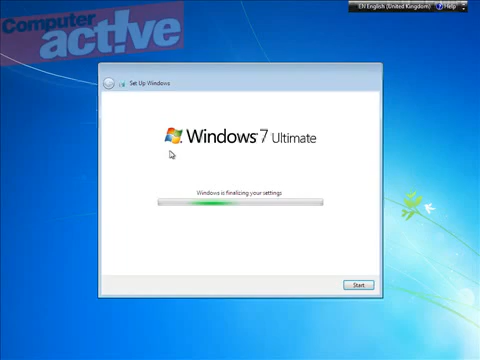 Computer
active
EN English (United Kingdom)
Help
Set Up Windows
Windows 7 Ultimate
Windows is finalizing your settings
Start